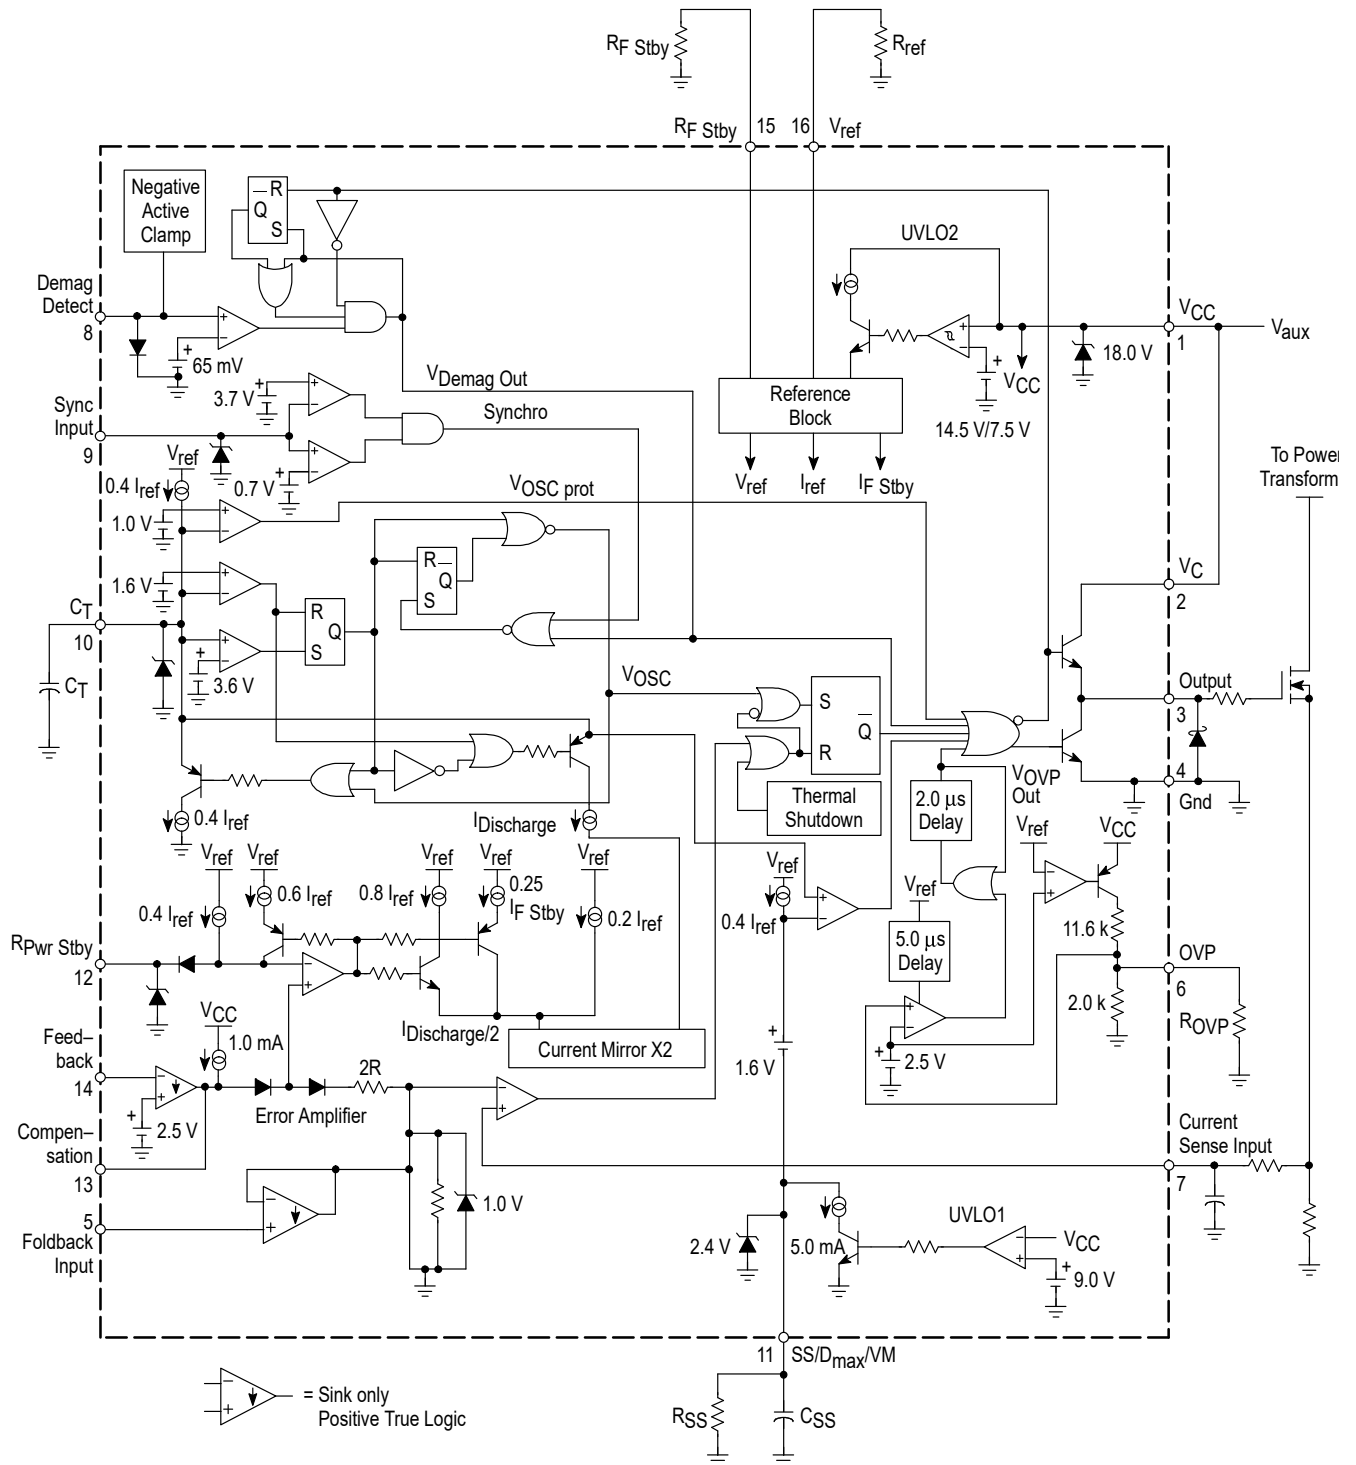 RF Stby
Rref
RF Stby
15
16
Vref
Negative
Active
Clamp
R
Q
S
UVLO2
Demag
Detect
8
65 mV
VCC
1
Vaux
18.0 V
VCC
14.5 V/7.5 V
Reference
Block
Vref
Iref
IF Stby
VDemag Out
3.7 V
Synchro
Sync
Input
9
0.7 V
Vref
0.4 Iref
1.0 V
VOSC prot
To Power
Transform
R
Q
S
1.6 V
R
Q
S
CT
10
3.6 V
CT
VC
2
VOSC
S
Q
R
Output
3
4
Gnd
Thermal
Shutdown
2.0 µs
Delay
VOVP
Out
Vref
VCC
0.4 Iref
IDischarge
Vref
Vref
Vref
Vref
Vref
0.4 Iref
0.6 Iref
0.8 Iref
0.25
IF Stby
0.2 Iref
Vref
0.4 Iref
Vref
5.0 µs
Delay
11.6 k
OVP
6
2.0 k
ROVP
RPwr Stby
12
IDischarge/2
Current Mirror X2
1.6 V
2.5 V
VCC
1.0 mA
Feed–
back
14
2R
Error Amplifier
2.5 V
Compen–
sation
13
Current
Sense Input
7
5
Foldback
Input
1.0 V
2.4 V
5.0 mA
UVLO1
VCC
9.0 V
11
SS/Dmax/VM
RSS
CSS
= Sink only
Positive True Logic